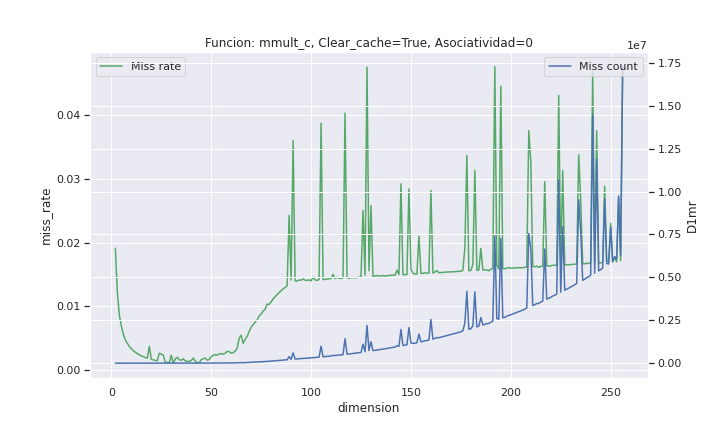 Funcion: mmult_c, Clear_cache=True, Asociatividad=0
1e7
Miss rate
Miss count
0.04
0.03
0.02
0.01
0.00
miss_rate
1.75
1.50
1.25
1.00
0.75
0.50
0.25
0.00
D1mr
0
50
100
150
200
250
dimension